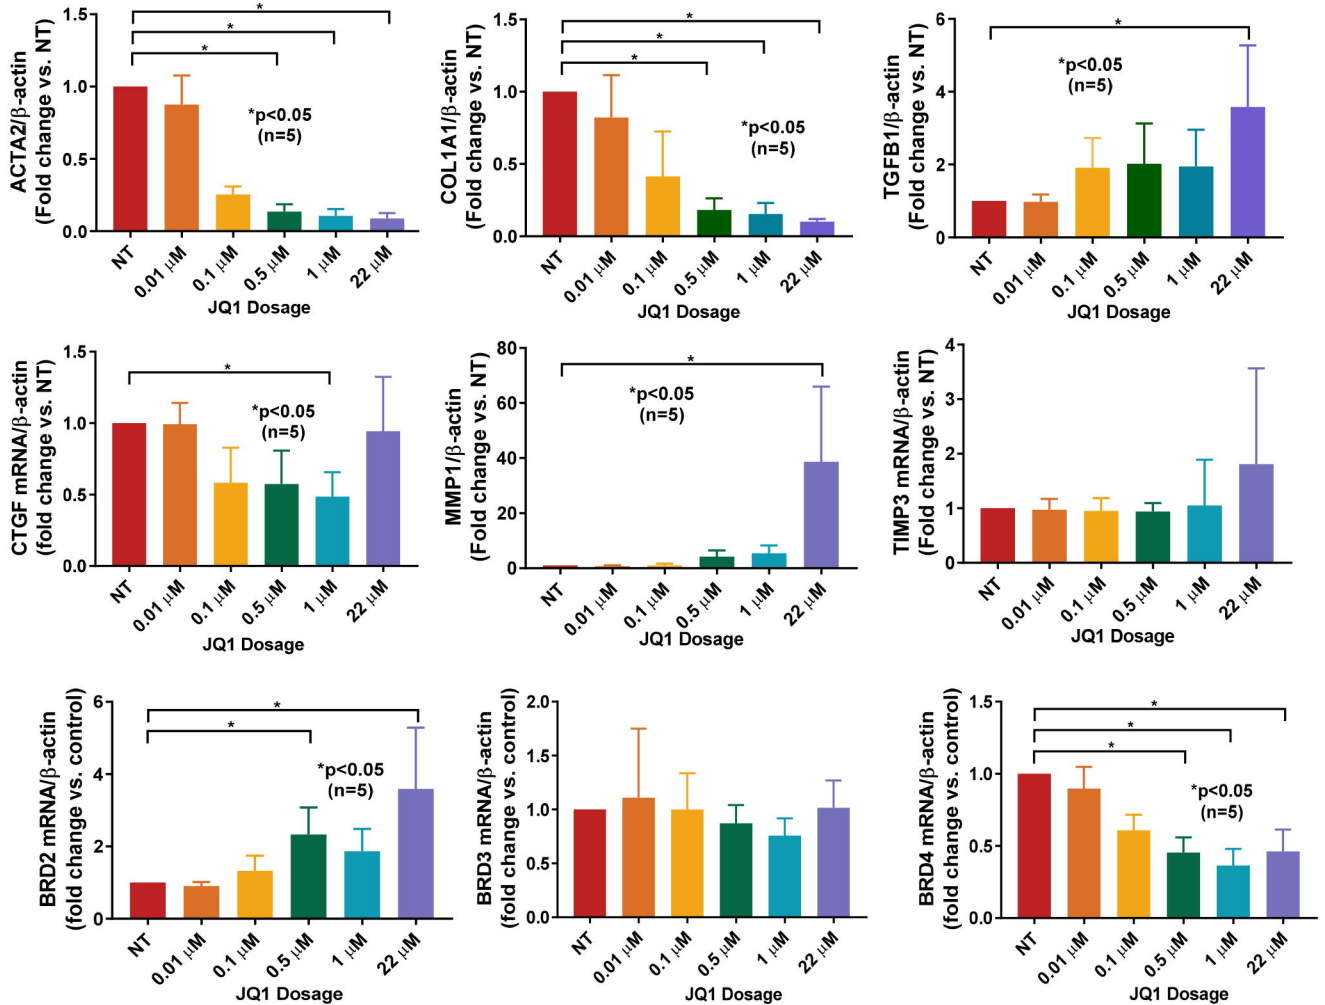 ACTA2/β-actin
(Fold change vs. NT)
1.5
1.0
0.5
0.0
*
*
*
*p<0.05
(n=5)
NT
0.01 μM
0.1 μM
0.5 μM
1 μM
22 μM
JQ1 Dosage
COL1A1/β-actin
(Fold change vs. NT)
1.5
1.0
0.5
0.0
*
*
*
*p<0.05
(n=5)
NT
0.01 μM
0.1 μM
0.5 μM
1 μM
22 μM
JQ1 Dosage
TGFB1/β-actin
(Fold change vs. NT)
6
4
2
0
*
*p<0.05
(n=5)
NT
0.01 μM
0.1 μM
0.5 μM
1 μM
22 μM
JQ1 Dosage
CTGF mRNA/β-actin
(fold change vs. NT)
1.5
1.0
0.5
0.0
*
*p<0.05
(n=5)
NT
0.01 μM
0.1 μM
0.5 μM
1 μM
22 μM
JQ1 Dosage
MMP1/β-actin
(Fold change vs. NT)
80
60
40
20
0
*
*p<0.05
(n=5)
NT
0.01 μM
0.1 μM
0.5 μM
1 μM
22 μM
JQ1 Dosage
TIMP3 mRNA/β-actin
(Fold change vs. NT)
4
3
2
1
0
NT
0.01 μM
0.1 μM
0.5 μM
1 μM
22 μM
JQ1 Dosage
BRD2 mRNA/β-actin
(fold change vs. control)
6
4
2
0
*
*
*p<0.05
(n=5)
NT
0.01 μM
0.1 μM
0.5 μM
1 μM
22 μM
JQ1 Dosage
BRD3 mRNA/β-actin
(fold change vs. control)
2.0
1.5
1.0
0.5
0.0
NT
0.01 μM
0.1 μM
0.5 μM
1 μM
22 μM
JQ1 Dosage
BRD4 mRNA/β-actin
(fold change vs. control)
1.5
1.0
0.5
0.0
*
*
*
*p<0.05
(n=5)
NT
0.01 μM
0.1 μM
0.5 μM
1 μM
22 μM
JQ1 Dosage